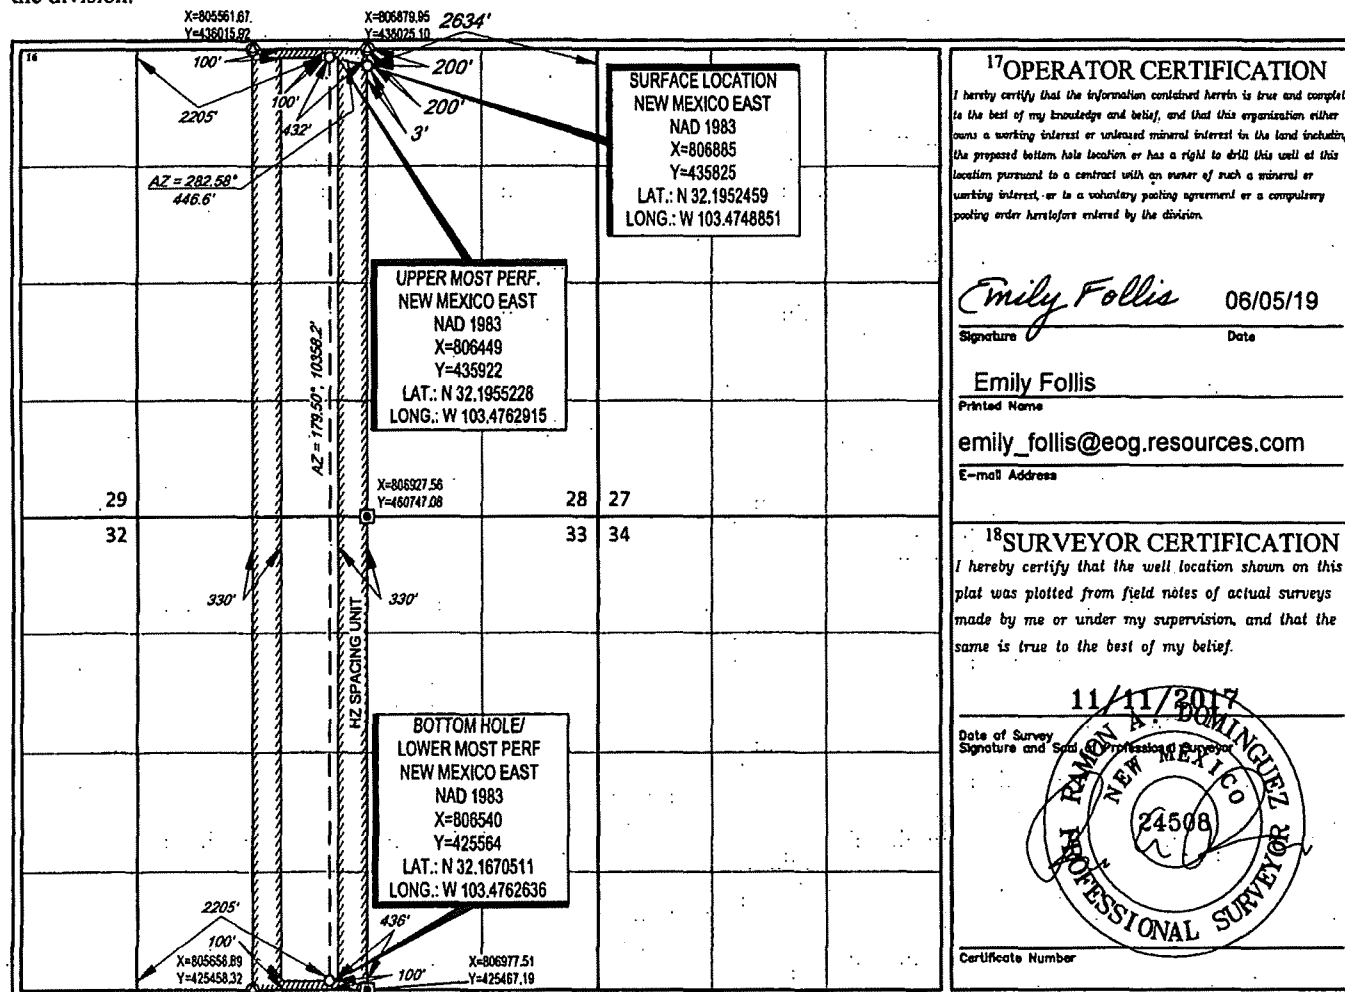 the division.
X=805561.67
Y=436015.92
X=806879.95
Y=436025.10
2634'
16
100'
2205'
100'
432'
200'
200'
3'
AZ = 282.58°
446.6'
SURFACE LOCATION
NEW MEXICO EAST
NAD 1983
X=806885
Y=435825
LAT.: N 32.1952459
LONG.: W 103.4748851
UPPER MOST PERF.
NEW MEXICO EAST
NAD 1983
X=806449
Y=435922
LAT.: N 32.1955228
LONG.: W 103.4762915
AZ = 179.50°, 10358.2'
X=806927.56
Y=460747.08
29
28 27
32
33 34
330'
330'
HZ SPACING UNIT
BOTTOM HOLE/
LOWER MOST PERF
NEW MEXICO EAST
NAD 1983
X=806540
Y=425564
LAT.: N 32.1670511
LONG.: W 103.4762636
2205'
436'
100'
100'
X=805658.89
Y=425458.32
X=806977.51
Y=425467.19
17 OPERATOR CERTIFICATION
I hereby certify that the information contained herein is true and complet
to the best of my knowledge and belief, and that this organization either
owns a working interest or unleased mineral interest in the land including
the proposed bottom hole location or has a right to drill this well at this
location pursuant to a contract with an owner of such a mineral or
working interest, or to a voluntary pooling agreement or a compulsory
pooling order heretofore entered by the division.
Emily Follis 06/05/19
Signature Date
Emily Follis
Printed Name
emily_follis@eog.resources.com
E-mail Address
18 SURVEYOR CERTIFICATION
I hereby certify that the well location shown on this
plat was plotted from field notes of actual surveys
made by me or under my supervision, and that the
same is true to the best of my belief.
11/11/2017
Date of Survey
Signature and Seal of Professional Surveyor
RAMON A. DOMINGUEZ
NEW MEXICO
24508
PROFESSIONAL SURVEYOR
Certificate Number